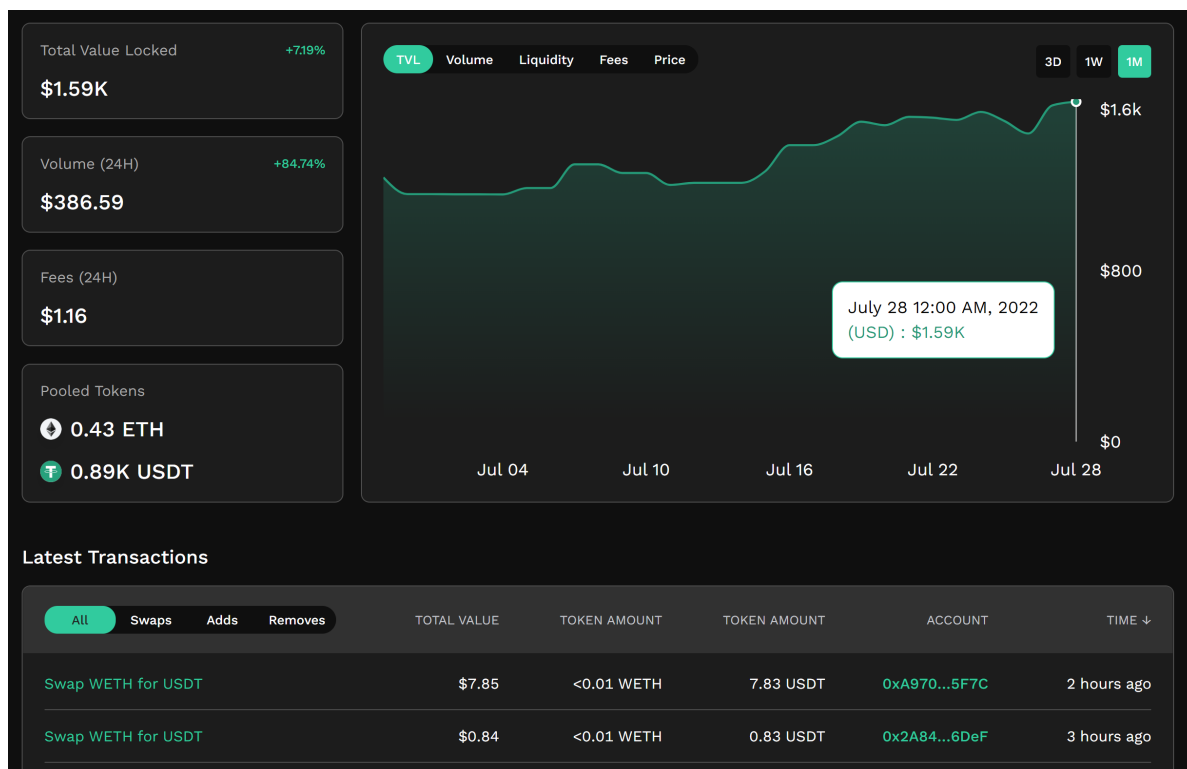 Total Value Locked +7.19%
$1.59K
Volume (24H) +84.74%
$386.59
Fees (24H)
$1.16
Pooled Tokens
0.43 ETH
0.89K USDT
TVL Volume Liquidity Fees Price
3D 1W 1M
$1.6k
$800
$0
July 28 12:00 AM, 2022
(USD) : $1.59K
Jul 04 Jul 10 Jul 16 Jul 22 Jul 28
Latest Transactions
All Swaps Adds Removes TOTAL VALUE TOKEN AMOUNT TOKEN AMOUNT ACCOUNT TIME ↓
Swap WETH for USDT $7.85 <0.01 WETH 7.83 USDT 0xA970...5F7C 2 hours ago
Swap WETH for USDT $0.84 <0.01 WETH 0.83 USDT 0x2A84...6DeF 3 hours ago